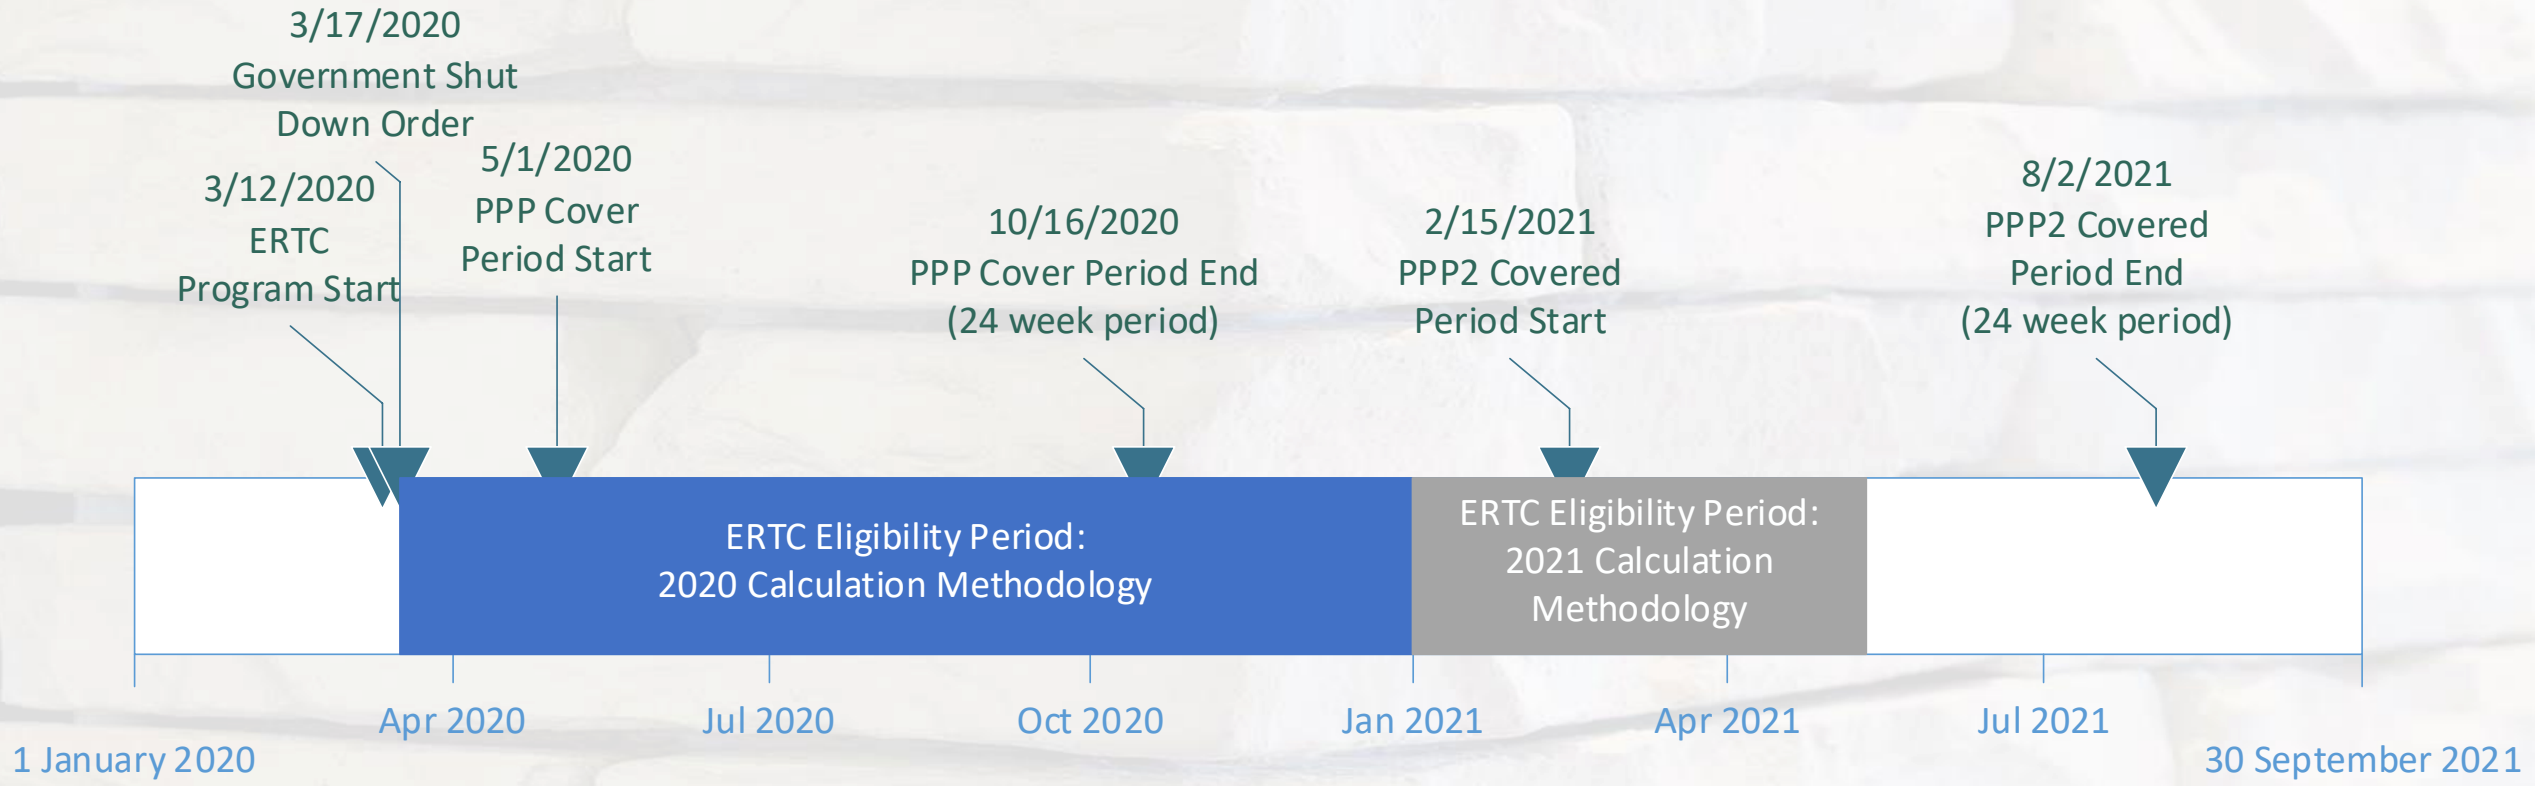 3/17/2020
Government Shut
Down Order
3/12/2020
ERTC
Program Start
5/1/2020
PPP Cover
Period Start
10/16/2020
PPP Cover Period End
(24 week period)
2/15/2021
PPP2 Covered
Period Start
8/2/2021
PPP2 Covered
Period End
(24 week period)
ERTC Eligibility Period:
2020 Calculation Methodology
ERTC Eligibility Period:
2021 Calculation
Methodology
Apr 2020
Jul 2020
Oct 2020
Jan 2021
Apr 2021
Jul 2021
1 January 2020
30 September 2021